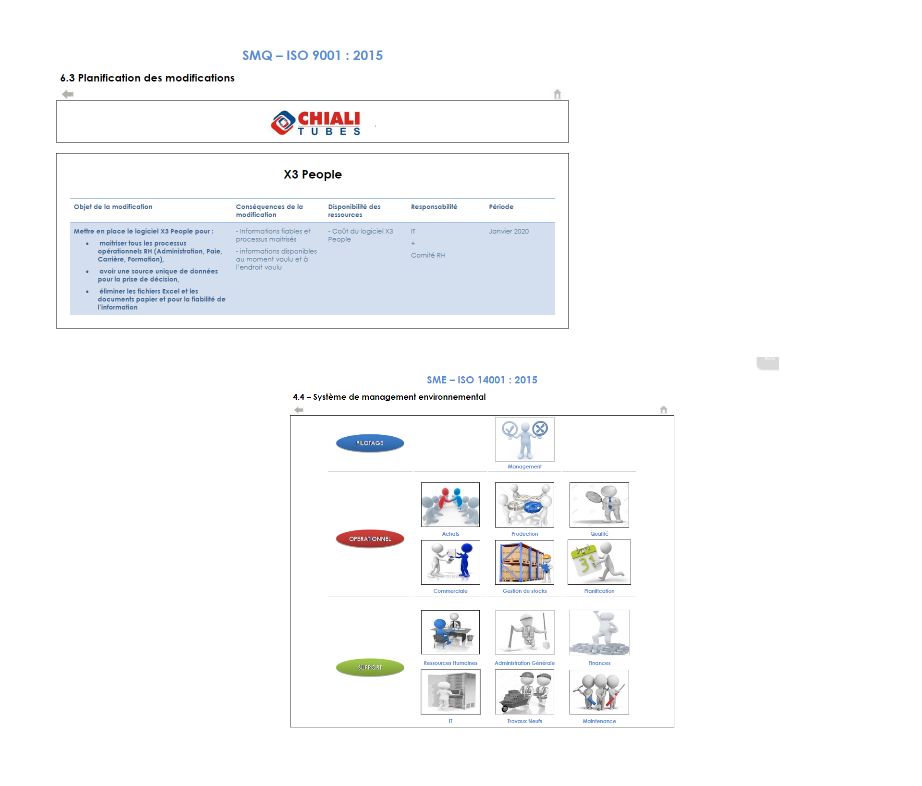 SMQ – ISO 9001 : 2015
6.3 Planification des modifications
CHIALI
TUBES
X3 People
Objet de la modification
Conséquences de la
modification
Disponibilité des
ressources
Responsabilité
Période
Mettre en place le logiciel X3 People pour :
• maitriser tous les processus
opérationnels RH (Administration, Paie,
Carrière, Formation),
• avoir une source unique de données
pour la prise de décision,
• éliminer les fichiers Excel et les
documents papier et pour la fiabilité de
l'information
- Informations fiables et
processus maitrisés
- Informations disponibles
au moment voulu et à
l'endroit voulu
- Coût du logiciel X3
People
IT
+
Comité RH
Janvier 2020
SME – ISO 14001 : 2015
4.4 – Système de management environnemental
PILOTAGE
Management
OPERATIONNEL
Achats
Production
Qualité
31
Commerciale
Gestion de stocks
Planification
SUPPORT
Ressources Humaines
Administration Générale
Finances
IT
Travaux Neufs
Maintenance